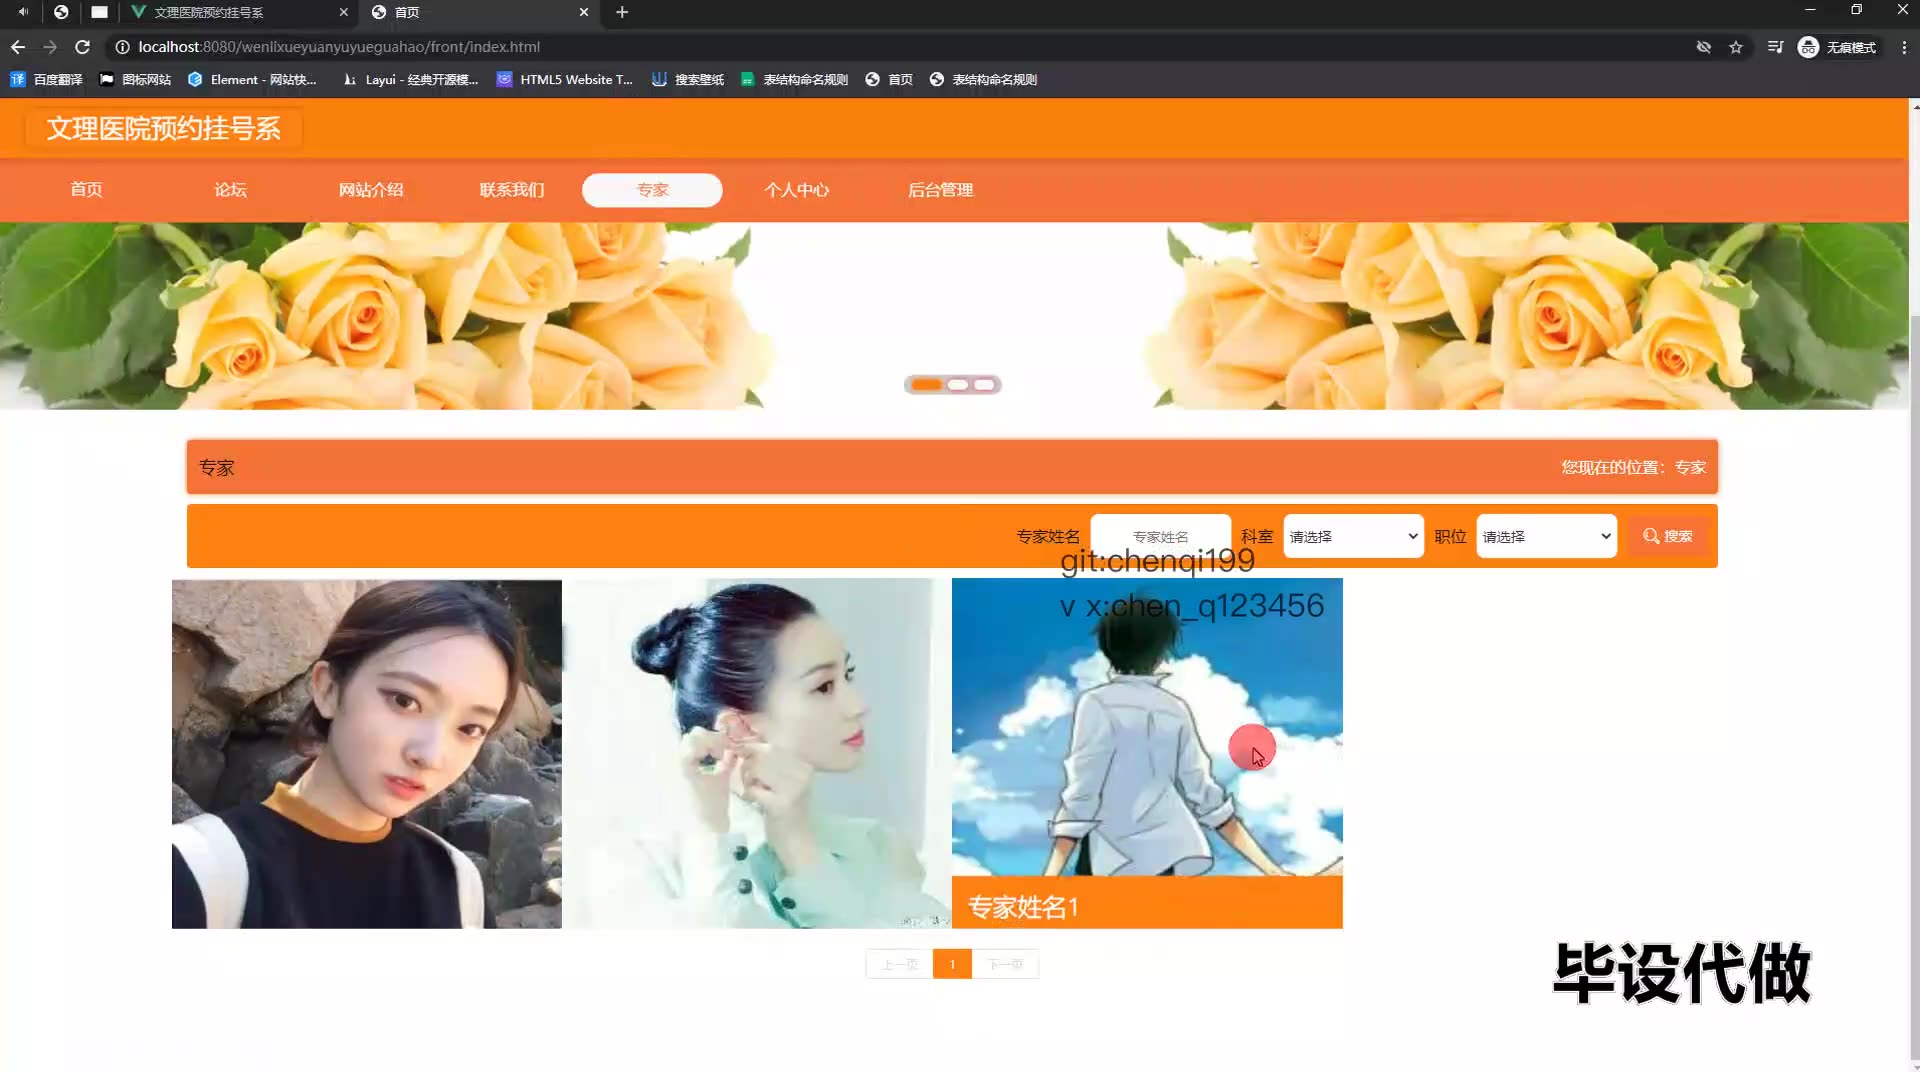 文理医院预约挂号系
首页
localhost:8080/wenlixueyuanyuyueguahao/front/index.html
无痕模式
百度翻译
图标网站
Element - 网站快...
Layui - 经典开源模...
HTML5 Website T...
搜索壁纸
表结构命名规则
首页
表结构命名规则
文理医院预约挂号系
首页
论坛
网站介绍
联系我们
专家
个人中心
后台管理
专家
您现在的位置：专家
专家姓名
专家姓名
科室
请选择
职位
请选择
搜索
git:chenqi199
v x:chen_q123456
专家姓名1
上一页
1
下一页
毕设代做